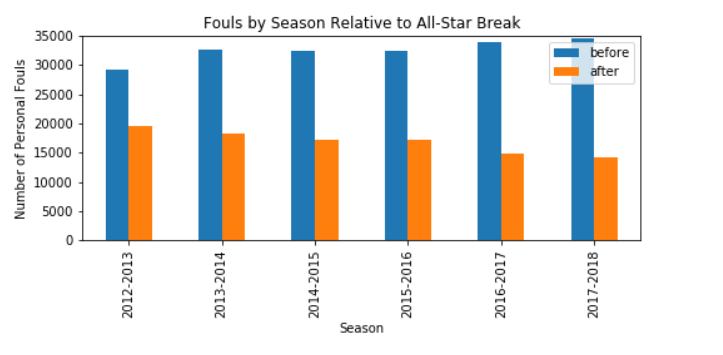 Fouls by Season Relative to All-Star Break
35000
30000
25000
20000
15000
10000
5000
0
Number of Personal Fouls
before
after
2012-2013
2013-2014
2014-2015
2015-2016
2016-2017
2017-2018
Season